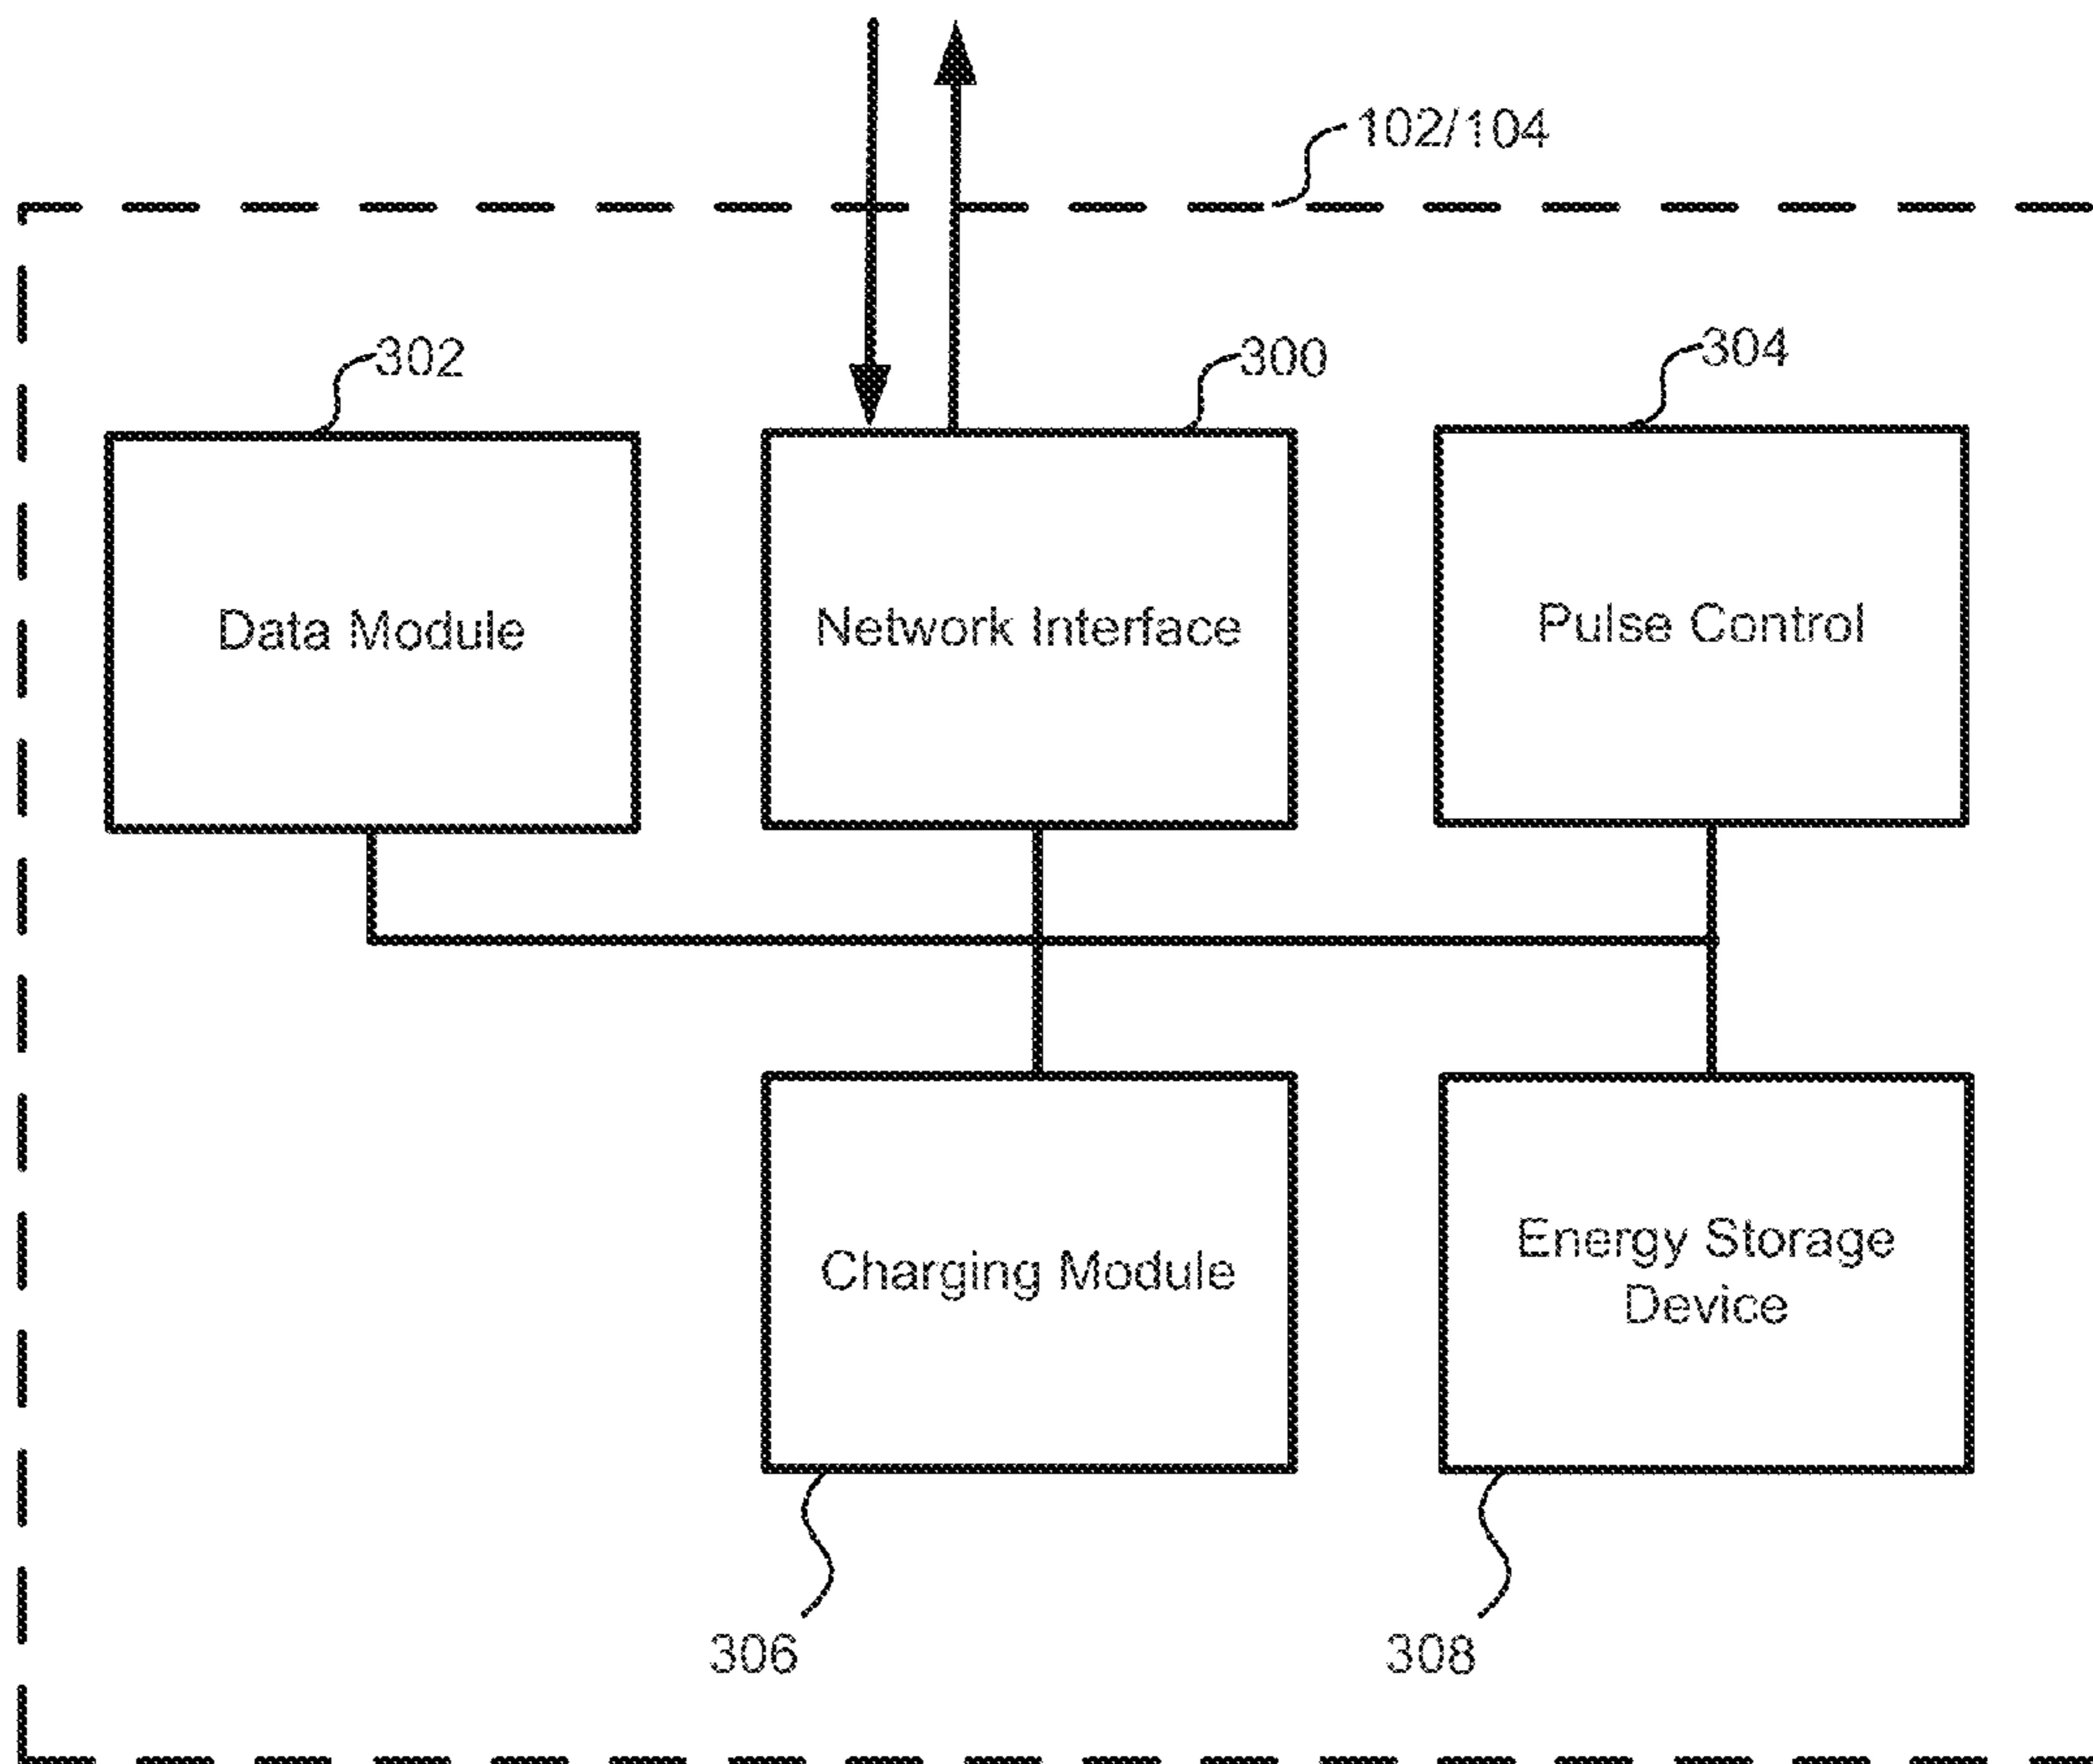 102/104
302
300
304
Data Module
Network Interface
Pulse Control
Charging Module
Energy Storage
Device
306
308